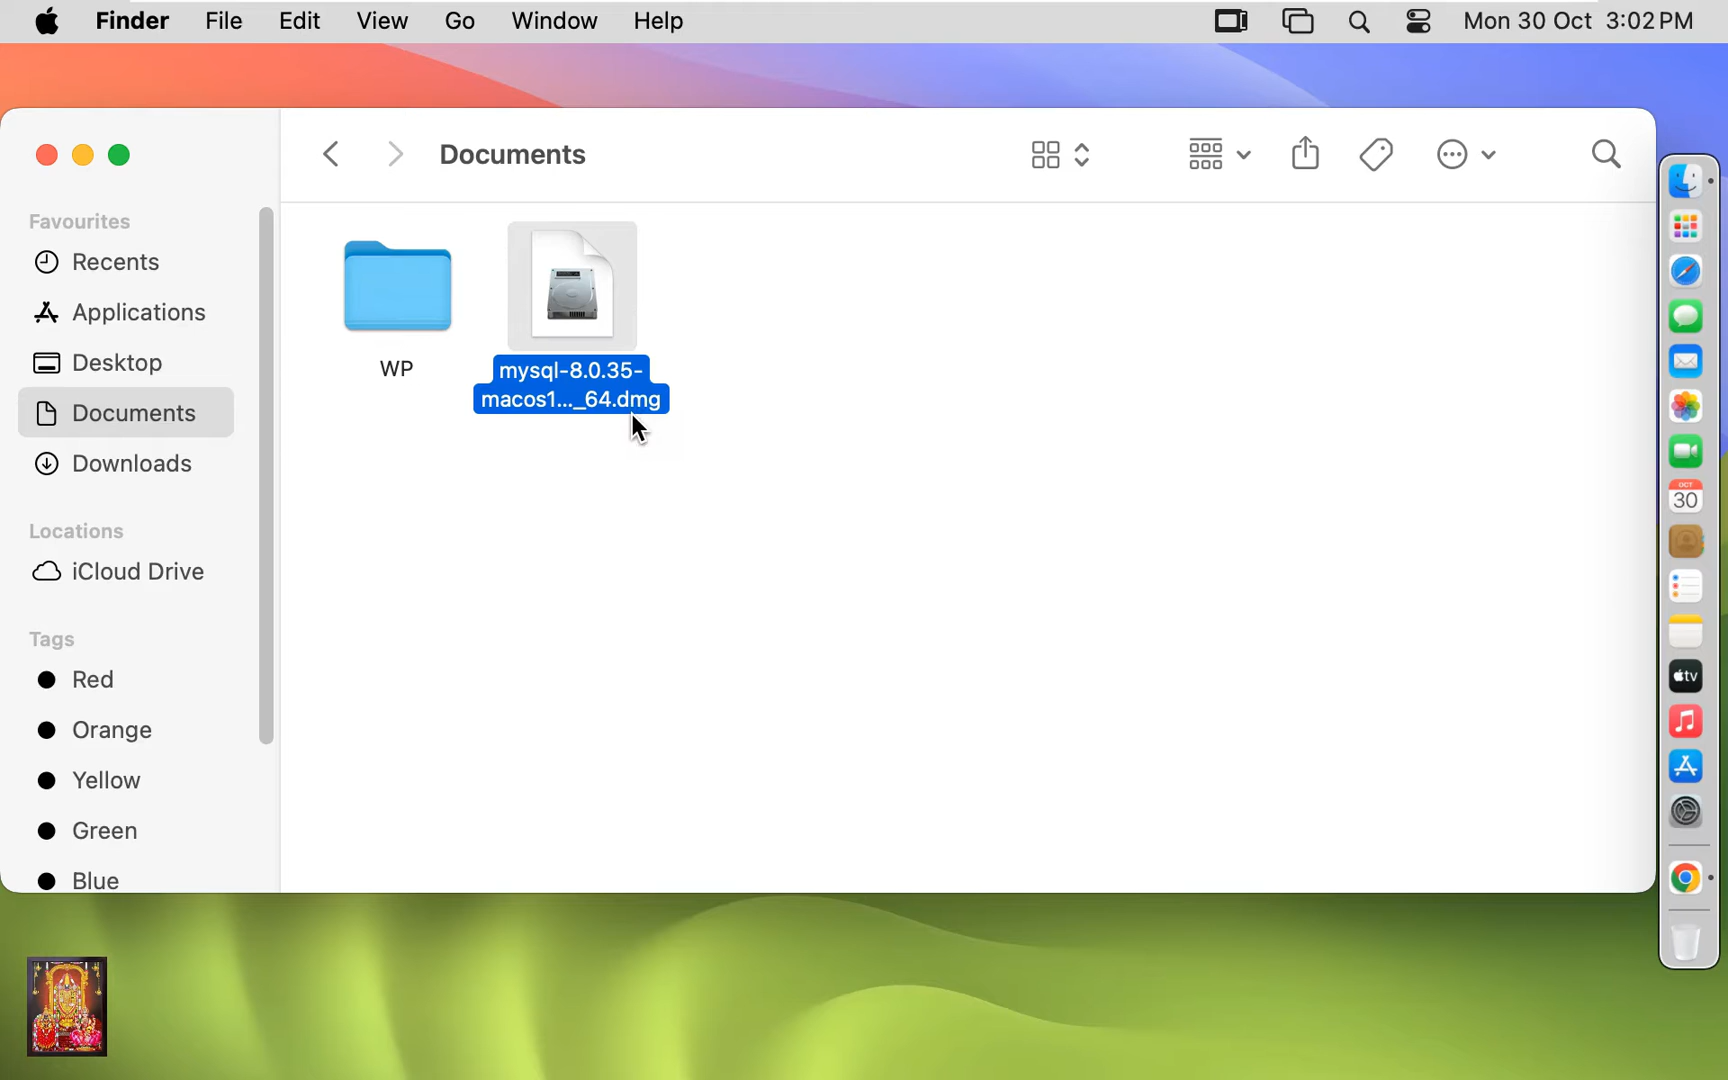 Finder File Edit View Go Window Help Mon 30 Oct 3:02 PM
Documents
Favourites
Recents
Applications
Desktop
Documents
Downloads
Locations
iCloud Drive
Tags
Red
Orange
Yellow
Green
Blue
WP
mysql-8.0.35-
macos1..._64.dmg
OCT
30
tv